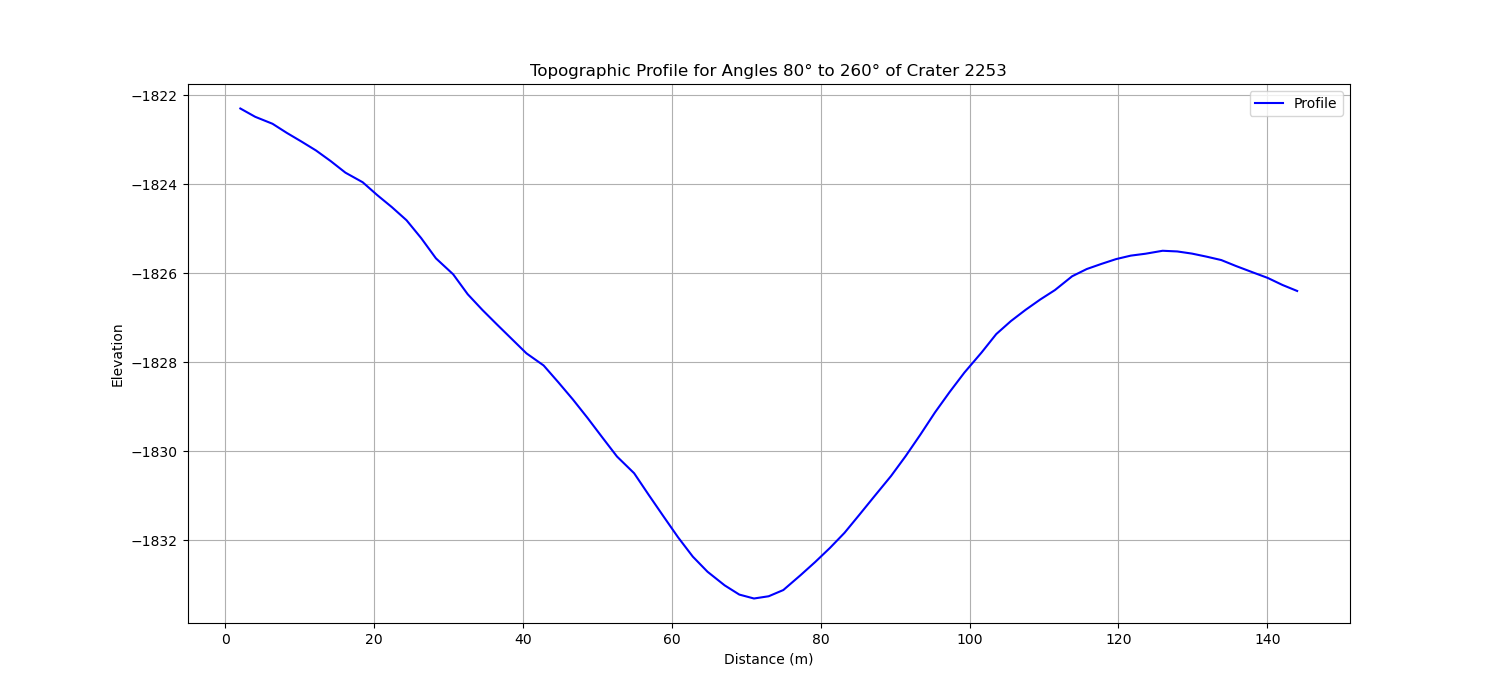 Topographic Profile for Angles 80° to 260° of Crater 2253
Profile
−1822
−1824
−1826
−1828
−1830
−1832
Elevation
0 20 40 60 80 100 120 140
Distance (m)